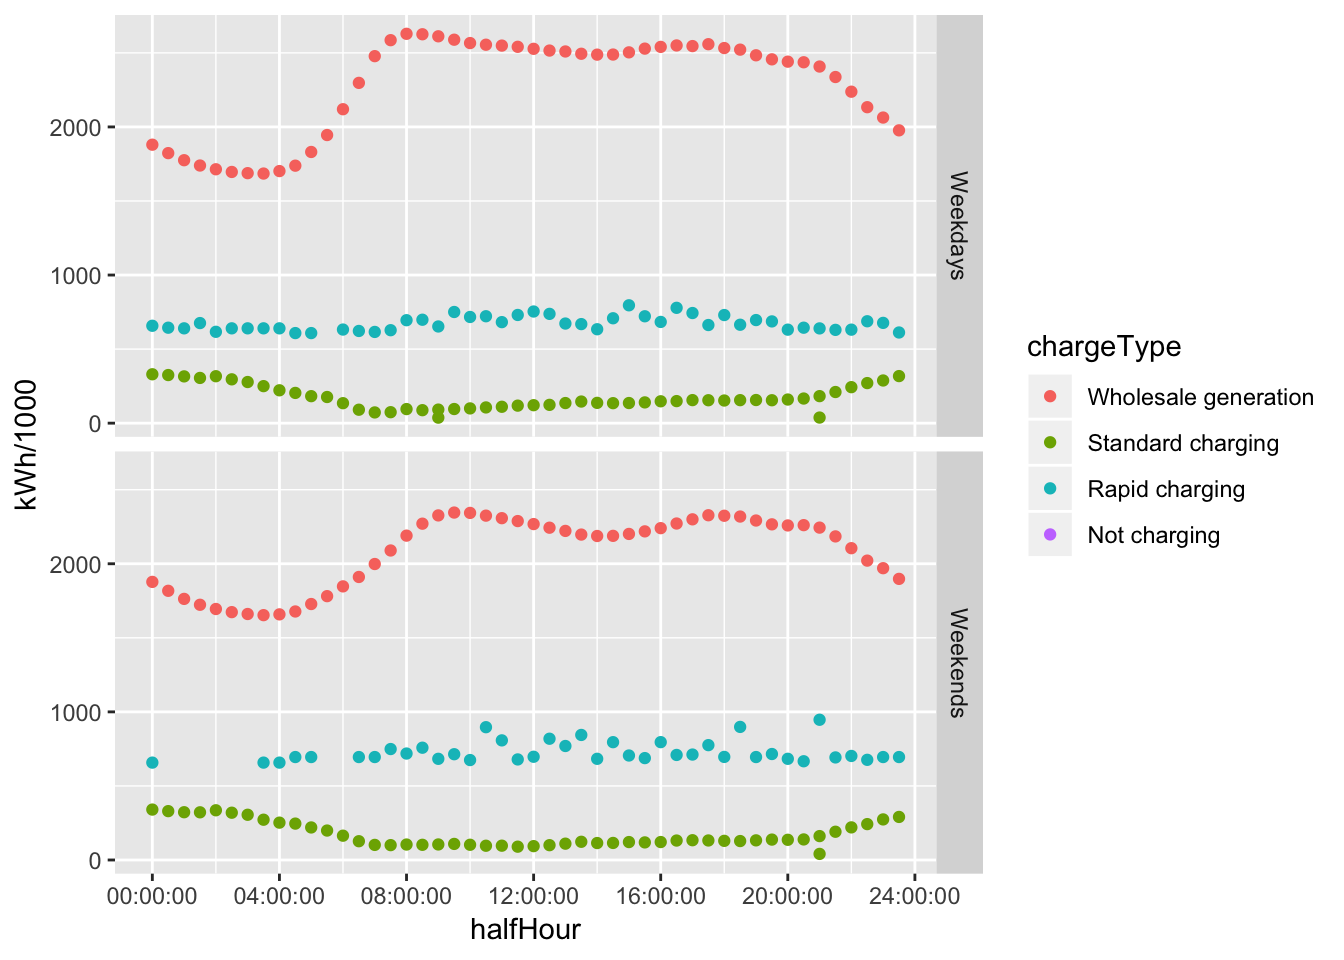 kWh/1000
2000
1000
0
Weekdays
2000
1000
0
Weekends
00:00:00 04:00:00 08:00:00 12:00:00 16:00:00 20:00:00 24:00:00
halfHour
chargeType
Wholesale generation
Standard charging
Rapid charging
Not charging